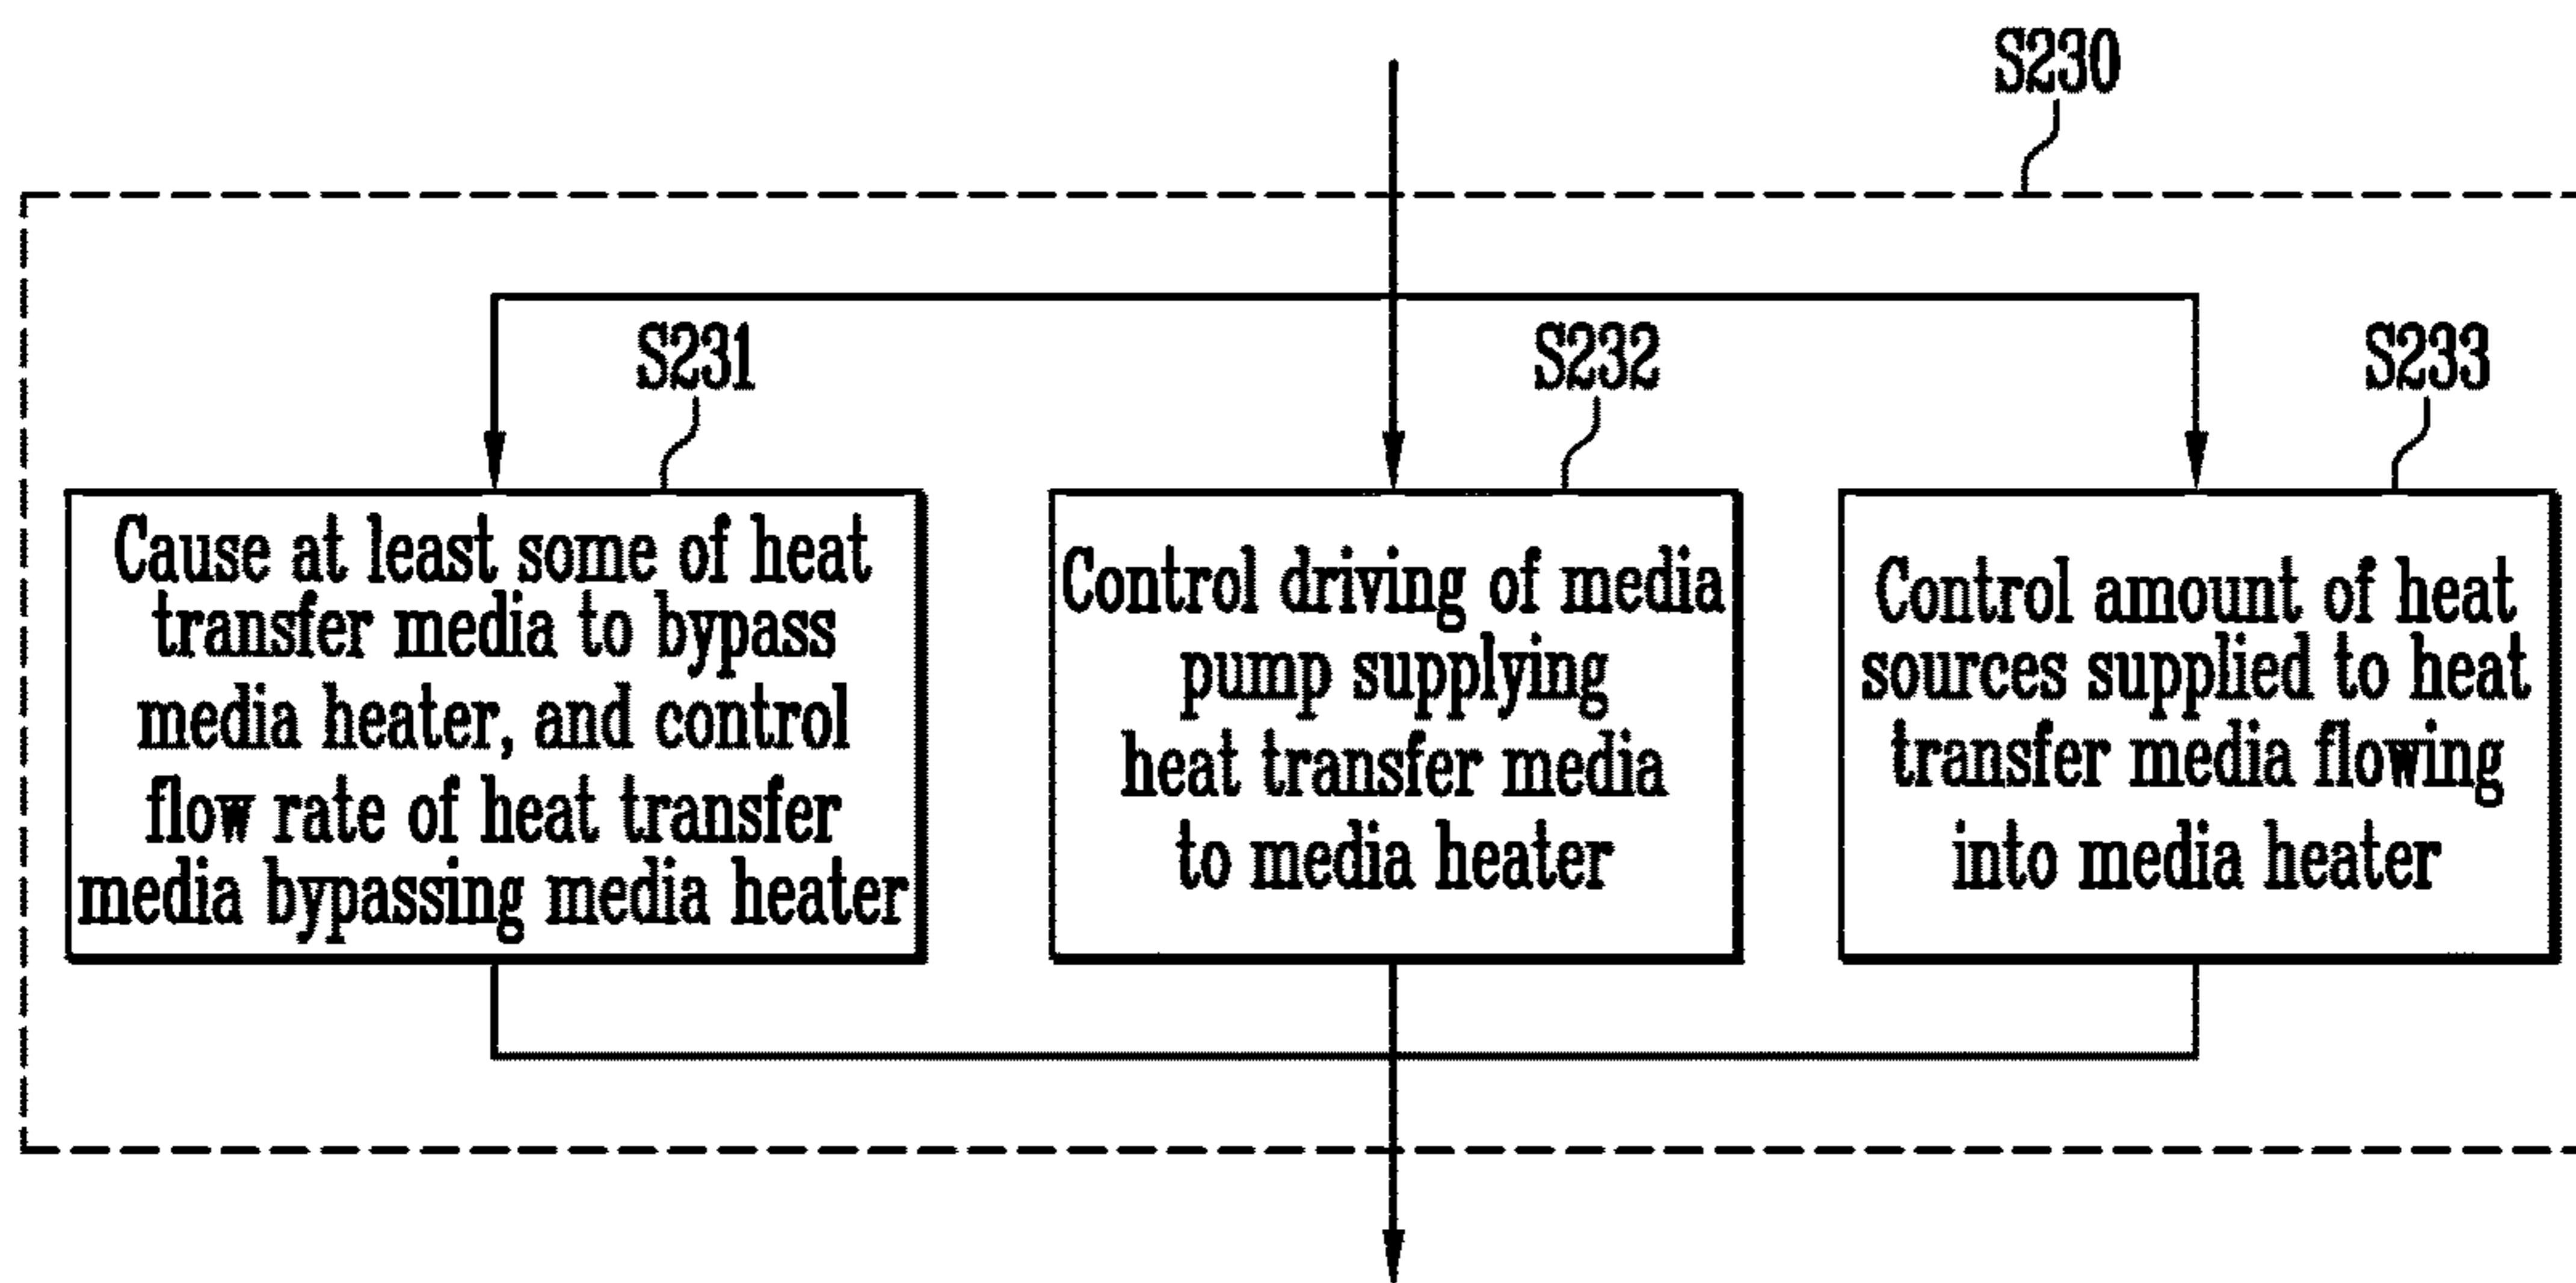 S230
S231
S232
S233
Cause at least some of heat
transfer media to bypass
media heater, and control
flow rate of heat transfer
media bypassing media heater
Control driving of media
pump supplying
heat transfer media
to media heater
Control amount of heat
sources supplied to heat
transfer media flowing
into media heater